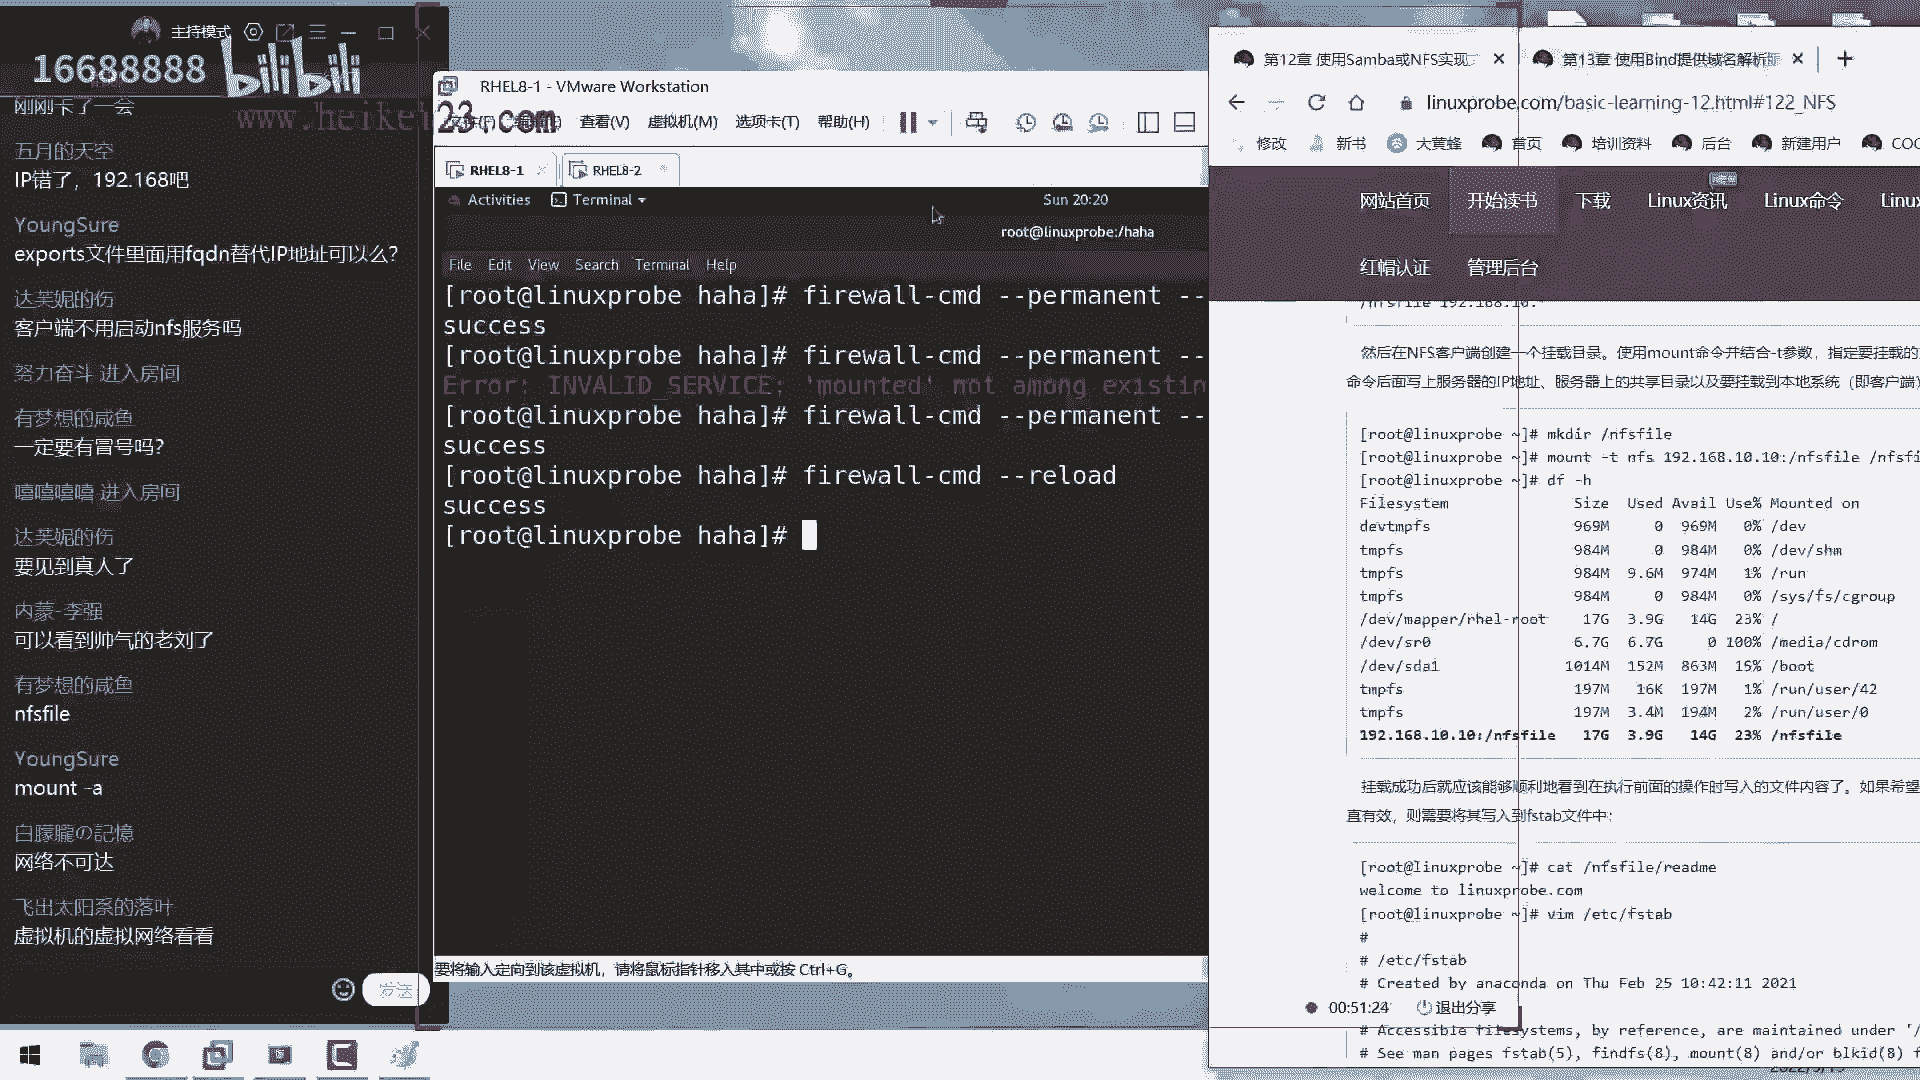 主持模式
16688888 bilibili
www.heike123.com
刚刚卡了一会
五月的天空
IP错了，192.168吧
YoungSure
exports文件里面用fqdn替代IP地址可以么?
达芙妮的伤
客户端不用启动nfs服务吗
努力奋斗 进入房间
有梦想的咸鱼
一定要有冒号吗?
嘻嘻嘻嘻 进入房间
达芙妮的伤
要见到真人了
内蒙-李强
可以看到帅气的老刘了
有梦想的咸鱼
nfsfile
YoungSure
mount -a
白朦朧の記憶
网络不可达
飞出太阳系的落叶
虚拟机的虚拟网络看看
发送
RHEL8-1 - VMware Workstation
查看(V) 虚拟机(M) 选项卡(T) 帮助(H)
RHEL8-1 RHEL8-2
Activities Terminal Sun 20:20
root@linuxprobe:/haha
File Edit View Search Terminal Help
[root@linuxprobe haha]# firewall-cmd --permanent --
success
[root@linuxprobe haha]# firewall-cmd --permanent --
Error: INVALID_SERVICE: 'mounted' not among existin
[root@linuxprobe haha]# firewall-cmd --permanent --
success
[root@linuxprobe haha]# firewall-cmd --reload
success
[root@linuxprobe haha]#
要将输入定向到该虚拟机，请将鼠标指针移入其中或按 Ctrl+G。
第12章 使用Samba或NFS实现 第13章 使用Bind提供域名解析服
linuxprobe.com/basic-learning-12.html#122_NFS
修改 新书 大黄蜂 首页 培训资料 后台 新建用户 COC
网站首页 开始读书 下载 Linux资讯 Linux命令 Linu
红帽认证 管理后台
/nfsfile 192.168.10.*
然后在NFS客户端创建一个挂载目录。使用mount命令并结合-t参数，指定要挂载的
命令后面写上服务器的IP地址、服务器上的共享目录以及要挂载到本地系统（即客户端
[root@linuxprobe ~]# mkdir /nfsfile
[root@linuxprobe ~]# mount -t nfs 192.168.10.10:/nfsfile /nfsfi
[root@linuxprobe ~]# df -h
Filesystem Size Used Avail Use% Mounted on
devtmpfs 969M 0 969M 0% /dev
tmpfs 984M 0 984M 0% /dev/shm
tmpfs 984M 9.6M 974M 1% /run
tmpfs 984M 0 984M 0% /sys/fs/cgroup
/dev/mapper/rhel-root 17G 3.9G 14G 23% /
/dev/sr0 6.7G 6.7G 0 100% /media/cdrom
/dev/sda1 1014M 152M 863M 15% /boot
tmpfs 197M 16K 197M 1% /run/user/42
tmpfs 197M 3.4M 194M 2% /run/user/0
192.168.10.10:/nfsfile 17G 3.9G 14G 23% /nfsfile
挂载成功后就应该能够顺利地看到在执行前面的操作时写入的文件内容了。如果希望
直有效，则需要将其写入到fstab文件中：
[root@linuxprobe ~]# cat /nfsfile/readme
welcome to linuxprobe.com
[root@linuxprobe ~]# vim /etc/fstab
#
# /etc/fstab
# Created by anaconda on Thu Feb 25 10:42:11 2021
00:51:24 退出分享
# Accessible filesystems, by reference, are maintained under '/
# See man pages fstab(5), findfs(8), mount(8) and/or blkid(8) f